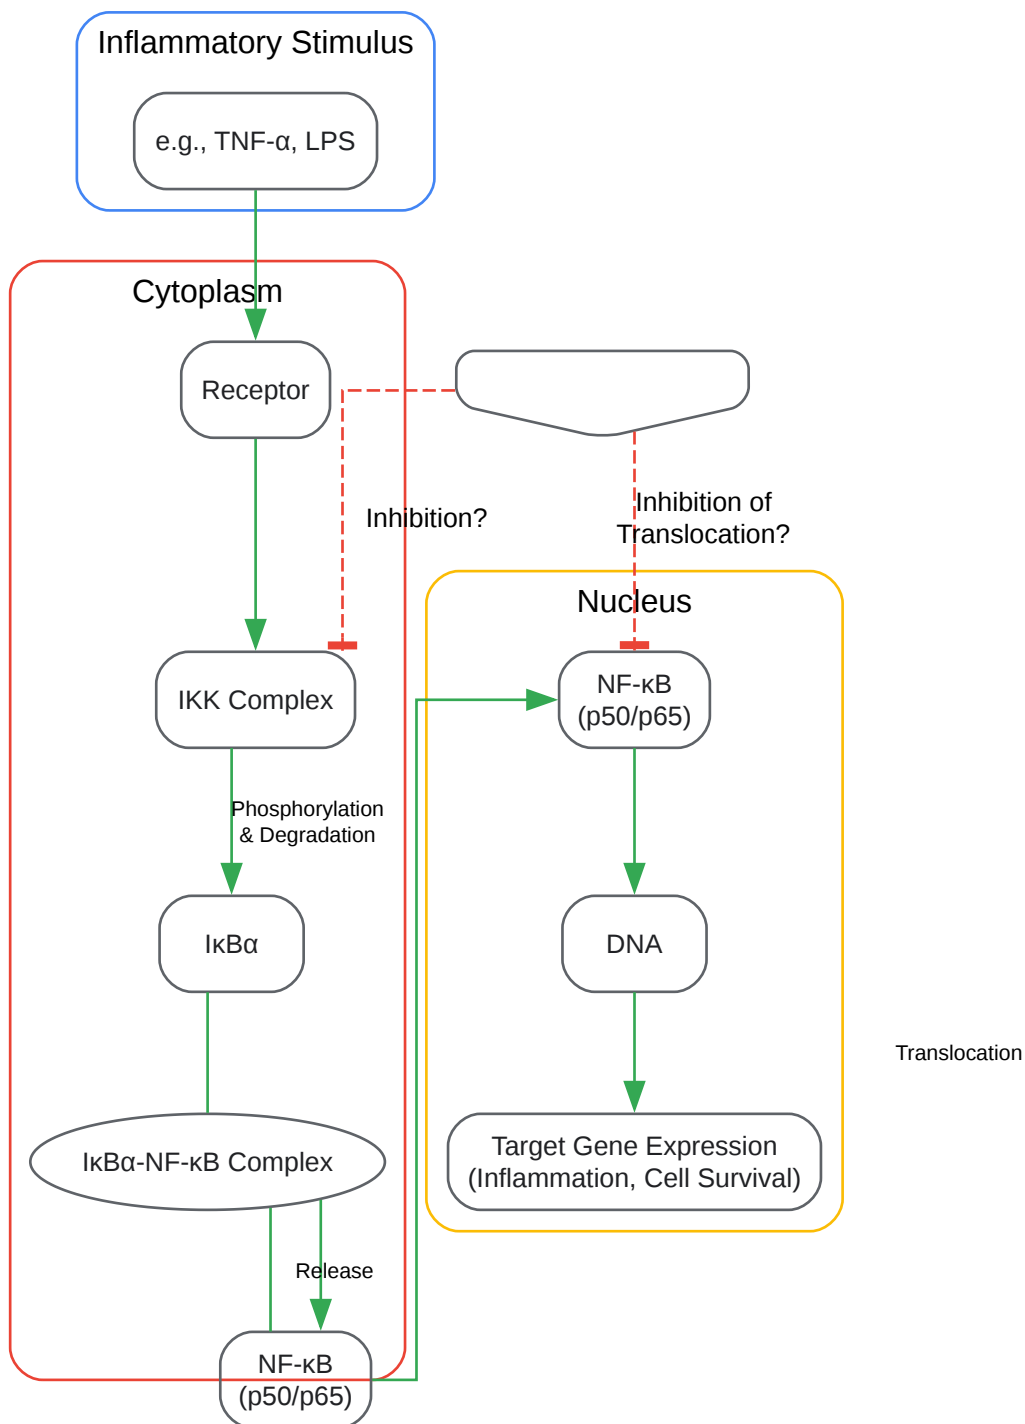 Inflammatory Stimulus
e.g., TNF-α, LPS
Cytoplasm
Receptor
Inhibition?
Inhibition of
Translocation?
Nucleus
IKK Complex
NF-κB
(p50/p65)
Phosphorylation
& Degradation
IκBα
DNA
Translocation
IκBα-NF-κB Complex
Target Gene Expression
(Inflammation, Cell Survival)
Release
NF-κB
(p50/p65)